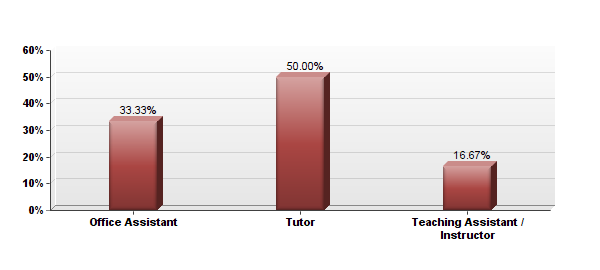 60%
50%
40%
30%
20%
10%
0%
33.33%
50.00%
16.67%
Office Assistant
Tutor
Teaching Assistant /
Instructor